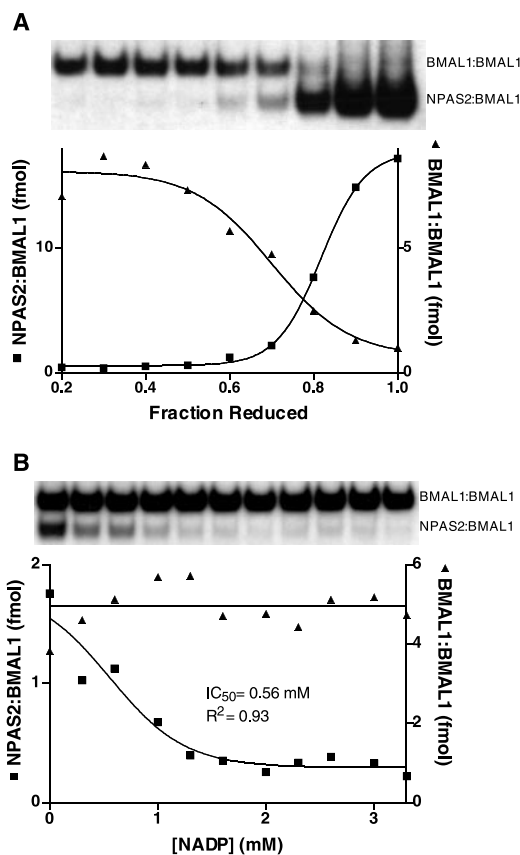 A
BMAL1:BMAL1
NPAS2:BMAL1
■ NPAS2:BMAL1 (fmol)
10
0
▲ BMAL1:BMAL1 (fmol)
5
0
0.2 0.4 0.6 0.8 1.0
Fraction Reduced
B
BMAL1:BMAL1
NPAS2:BMAL1
■ NPAS2:BMAL1 (fmol)
2
1
0
IC50= 0.56 mM
R2= 0.93
▲ BMAL1:BMAL1 (fmol)
6
4
2
0
0 1 2 3
[NADP] (mM)